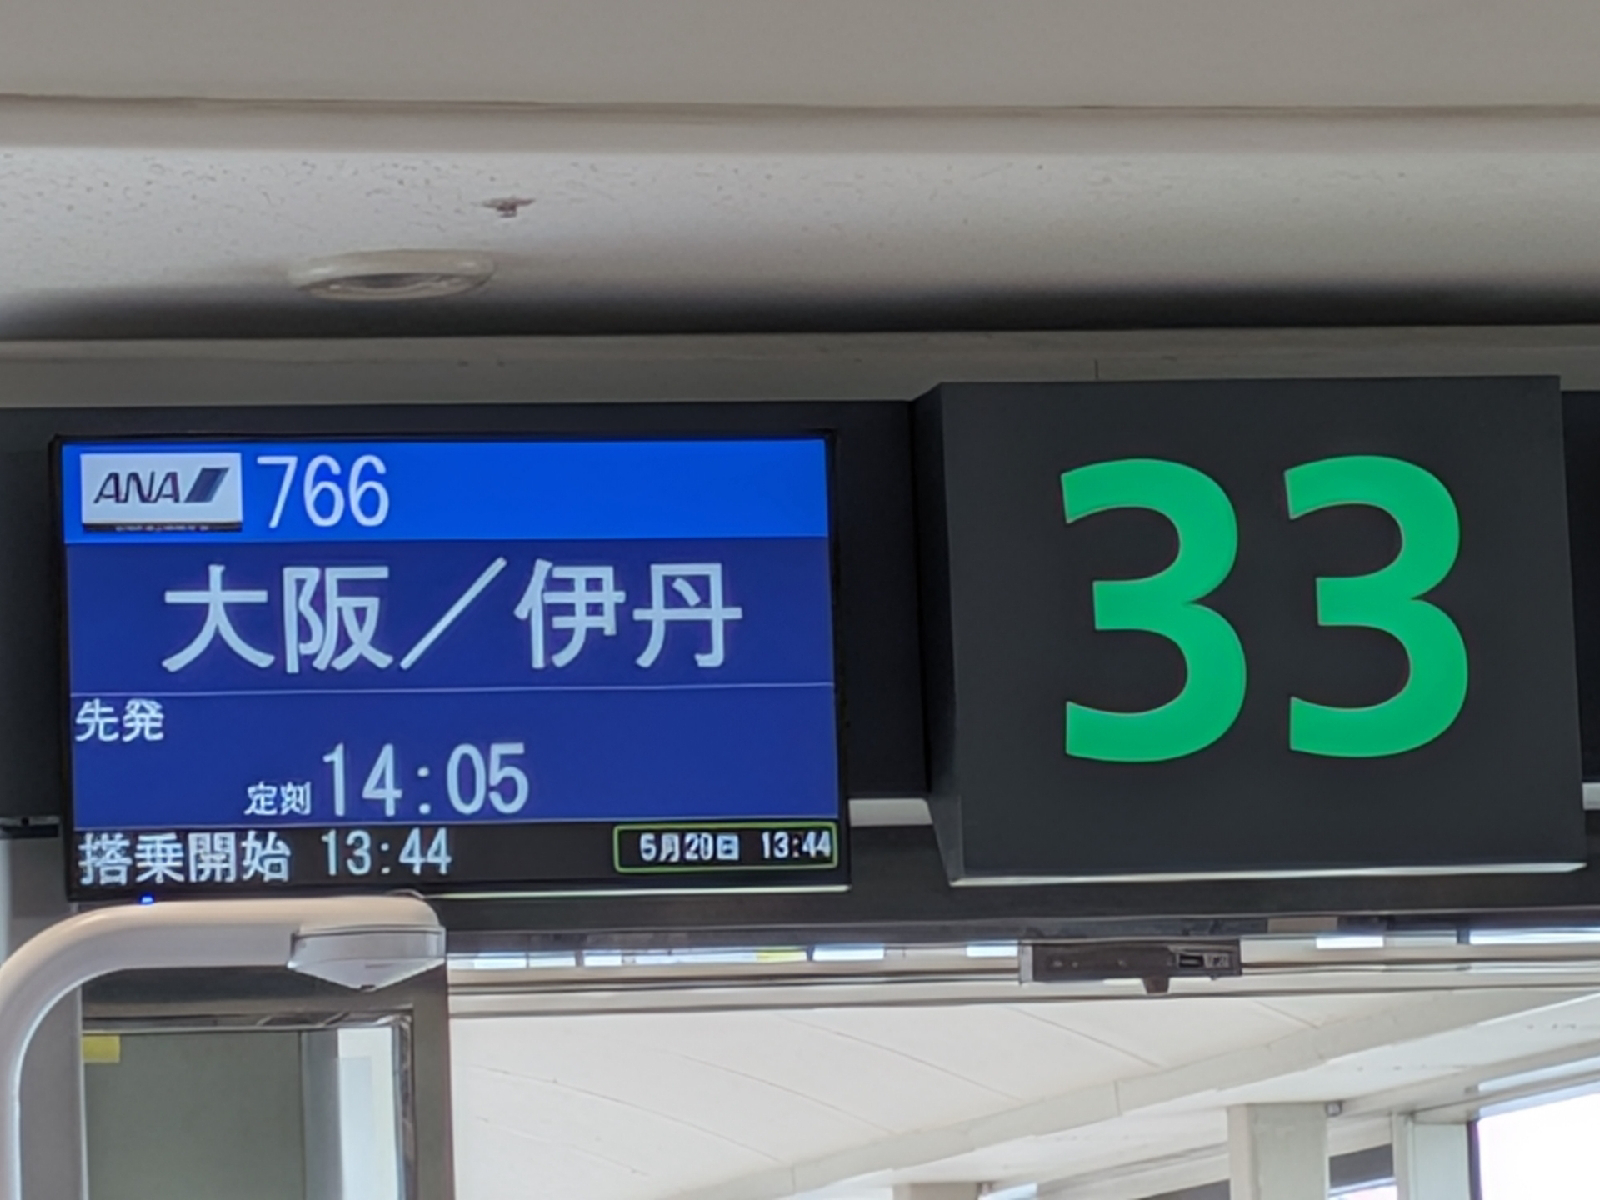 ANA 766
大阪／伊丹
先発
定刻 14:05
搭乗開始 13:44
5月20日 13:44
33